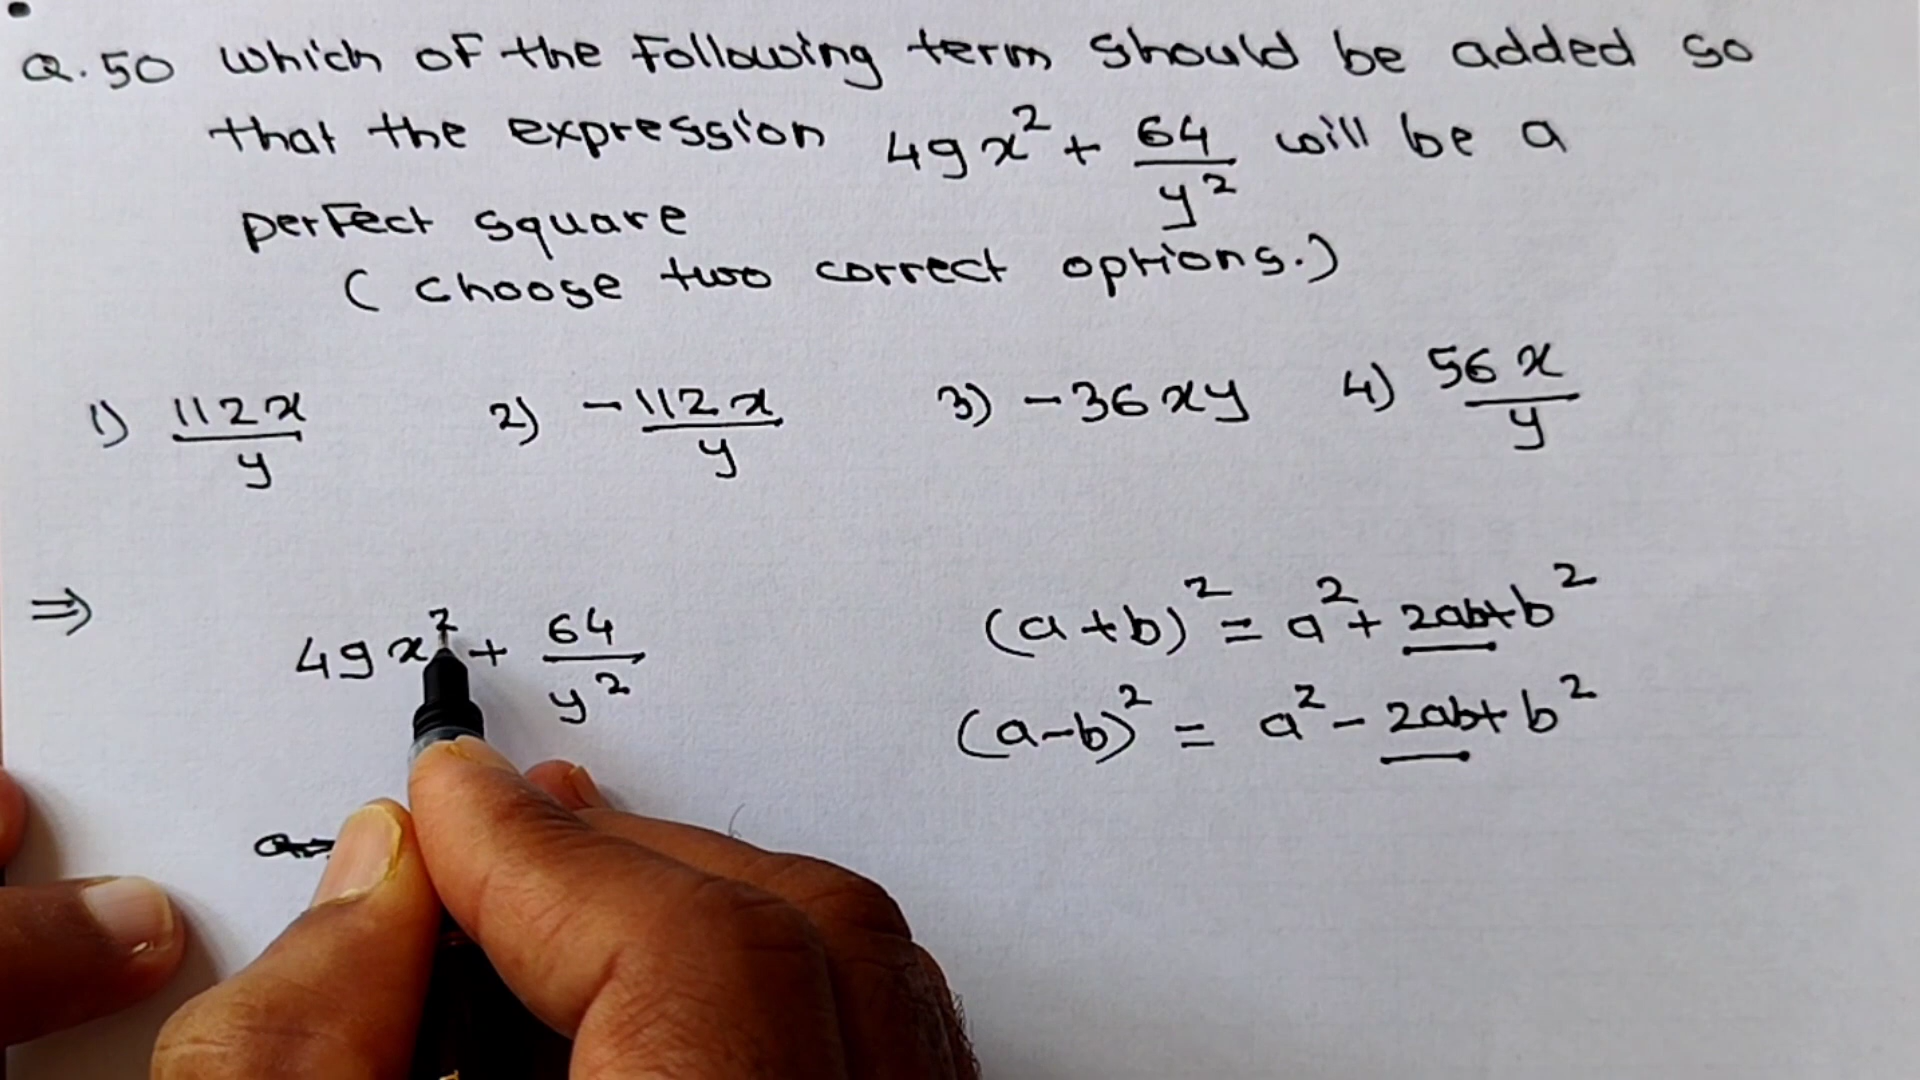 Q.50 which of the following term should be added so
that the expression 49x² + 64/y² will be a
perfect square
( choose two correct options.)
1) 112x/y 2) -112x/y 3) -36xy 4) 56x/y
⇒ 49x² + 64/y² (a+b)² = a² + 2ab+b²
(a-b)² = a² - 2ab+b²